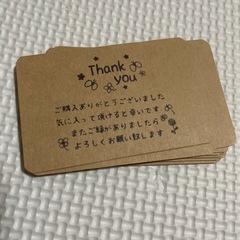 Thank
you
ご購入ありがとうございました
気に入って頂けると幸いです
またご縁がありましたら
よろしくお願い致します